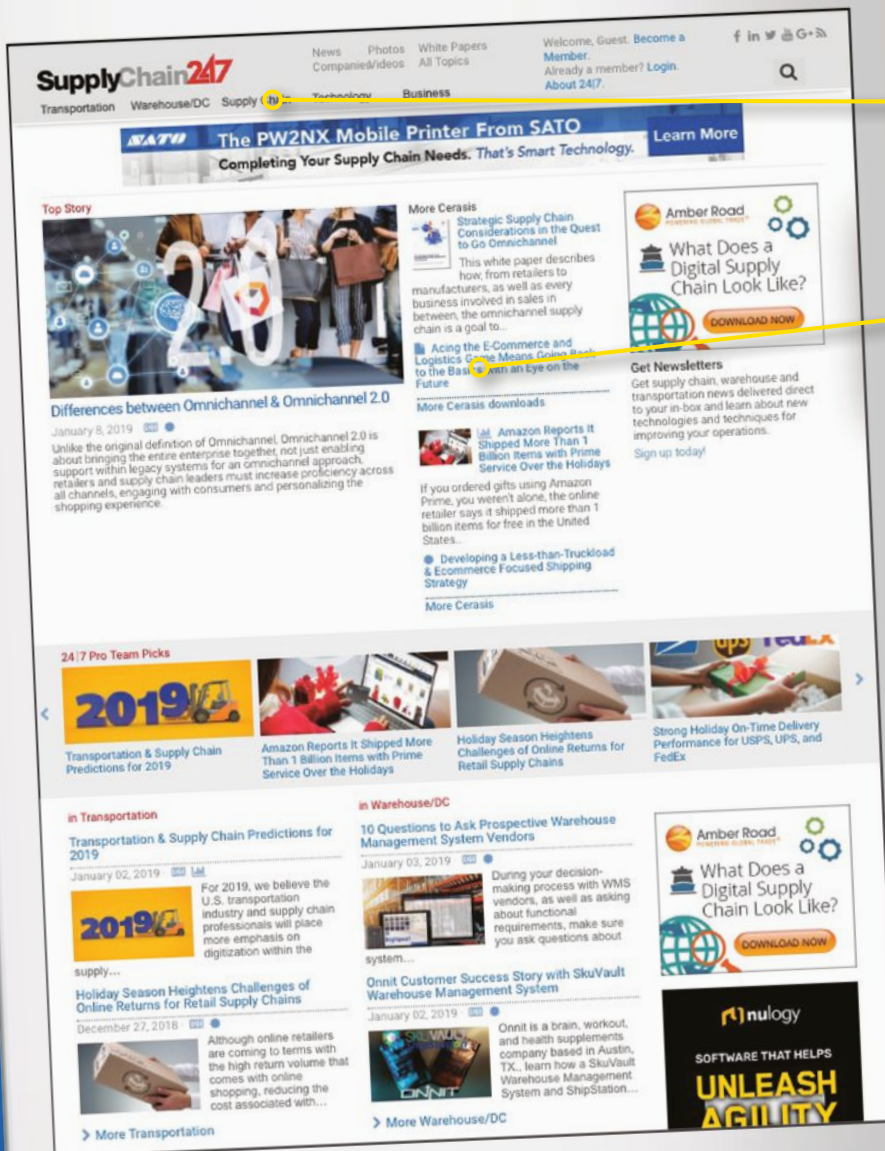 SupplyChain247
News Photos White Papers
Companies Videos All Topics
Welcome, Guest. Become a
Member.
Already a member? Login.
About 24|7.
Transportation Warehouse/DC Supply Chain Technology Business
SATO
The PW2NX Mobile Printer From SATO
Completing Your Supply Chain Needs. That's Smart Technology.
Learn More
Top Story
2.0
Differences between Omnichannel & Omnichannel 2.0
January 8, 2019
Unlike the original definition of Omnichannel, Omnichannel 2.0 is
about bringing the entire enterprise together, not just enabling
support within legacy systems for an omnichannel approach,
retailers and supply chain leaders must increase proficiency across
all channels, engaging with consumers and personalizing the
shopping experience.
More Cerasis
Strategic Supply Chain
Considerations in the Quest
to Go Omnichannel
This white paper describes
how, from retailers to
manufacturers, as well as every
business involved in sales in
between, the omnichannel supply
chain is a goal to...
Acing the E-Commerce and
Logistics Game Means Going Back
to the Basics with an Eye on the
Future
More Cerasis downloads
Amazon Reports It
Shipped More Than 1
Billion Items with Prime
Service Over the Holidays
If you ordered gifts using Amazon
Prime, you weren't alone, the online
retailer says it shipped more than 1
billion items for free in the United
States...
Developing a Less-than-Truckload
& Ecommerce Focused Shipping
Strategy
More Cerasis
Amber Road
POWERING GLOBAL TRADE
What Does a
Digital Supply
Chain Look Like?
DOWNLOAD NOW
Get Newsletters
Get supply chain, warehouse and
transportation news delivered direct
to your in-box and learn about new
technologies and techniques for
improving your operations.
Sign up today!
24|7 Pro Team Picks
2019
Transportation & Supply Chain
Predictions for 2019
Amazon Reports It Shipped More
Than 1 Billion Items with Prime
Service Over the Holidays
Holiday Season Heightens
Challenges of Online Returns for
Retail Supply Chains
ups FedEx
Strong Holiday On-Time Delivery
Performance for USPS, UPS, and
FedEx
in Transportation
Transportation & Supply Chain Predictions for
2019
January 02, 2019
2019
For 2019, we believe the
U.S. transportation
industry and supply chain
professionals will place
more emphasis on
digitization within the
supply...
Holiday Season Heightens Challenges of
Online Returns for Retail Supply Chains
December 27, 2018
Although online retailers
are coming to terms with
the high return volume that
comes with online
shopping, reducing the
cost associated with...
More Transportation
in Warehouse/DC
10 Questions to Ask Prospective Warehouse
Management System Vendors
January 03, 2019
During your decision-
making process with WMS
vendors, as well as asking
about functional
requirements, make sure
you ask questions about
system...
Onnit Customer Success Story with SkuVault
Warehouse Management System
January 02, 2019
SKUVAULT
ONNIT
Onnit is a brain, workout,
and health supplements
company based in Austin,
TX., learn how a SkuVault
Warehouse Management
System and ShipStation...
More Warehouse/DC
Amber Road
POWERING GLOBAL TRADE
What Does a
Digital Supply
Chain Look Like?
DOWNLOAD NOW
nulogy
SOFTWARE THAT HELPS
UNLEASH
AGILITY